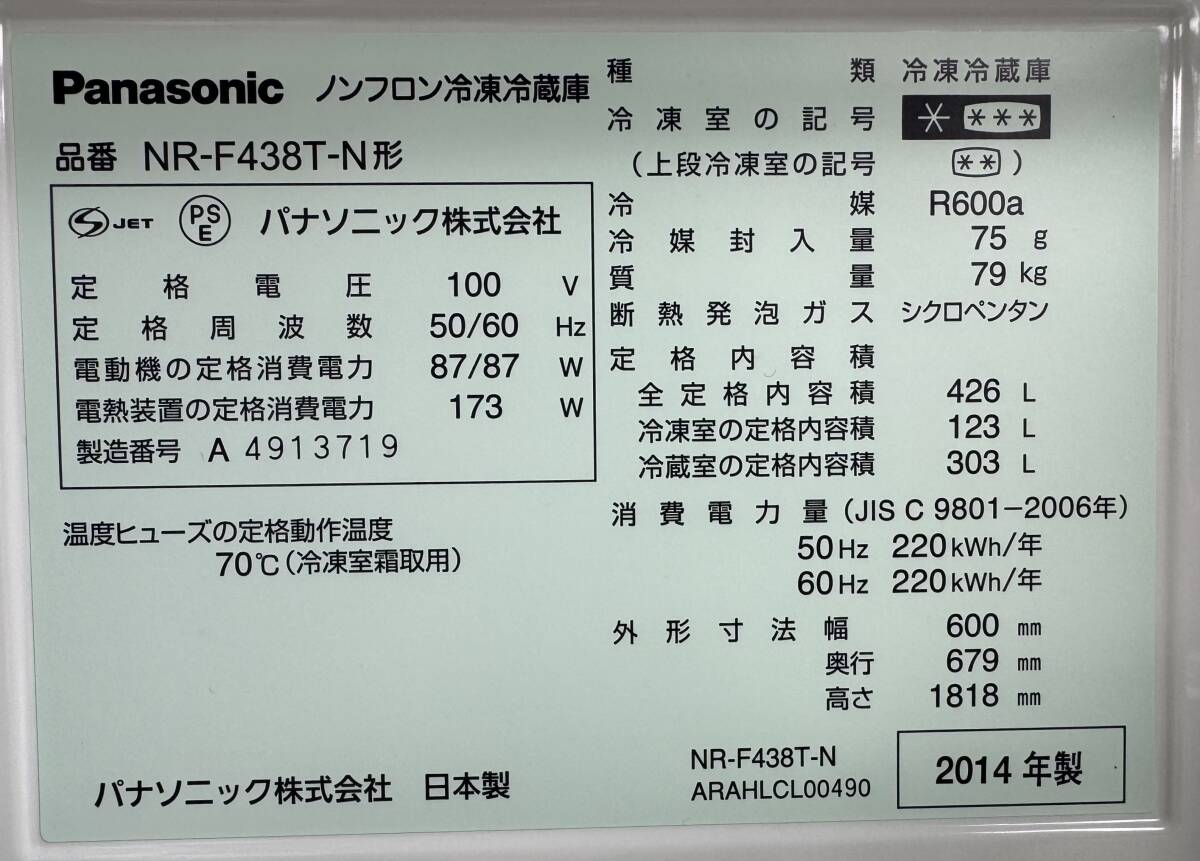 Panasonic ノンフロン冷凍冷蔵庫
品番 NR-F438T-N形
JET PSE パナソニック株式会社
定格電圧 100 V
定格周波数 50/60 Hz
電動機の定格消費電力 87/87 W
電熱装置の定格消費電力 173 W
製造番号 A 4913719
温度ヒューズの定格動作温度
70℃(冷凍室霜取用)
パナソニック株式会社 日本製
種類 冷凍冷蔵庫
冷凍室の記号 * ***
(上段冷凍室の記号 ** )
冷媒 R600a
冷媒封入量 75 g
質量 79 kg
断熱発泡ガス シクロペンタン
定格内容積
全定格内容積 426 L
冷凍室の定格内容積 123 L
冷蔵室の定格内容積 303 L
消費電力量 (JIS C 9801-2006年)
50Hz 220kWh/年
60Hz 220kWh/年
外形寸法 幅 600 mm
奥行 679 mm
高さ 1818 mm
NR-F438T-N
ARAHLCL00490
2014年製